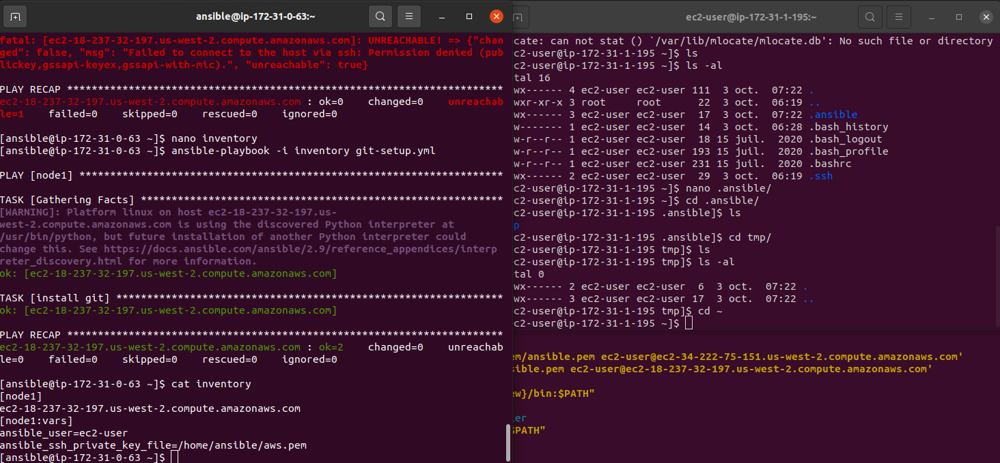 ansible@ip-172-31-0-63:~
fatal: [ec2-18-237-32-197.us-west-2.compute.amazonaws.com]: UNREACHABLE! => {"chan
ged": false, "msg": "Failed to connect to the host via ssh: Permission denied (pub
lickey,gssapi-keyex,gssapi-with-mic).", "unreachable": true}
PLAY RECAP ***********************************************************************
ec2-18-237-32-197.us-west-2.compute.amazonaws.com : ok=0    changed=0    unreachab
le=1    failed=0    skipped=0    rescued=0    ignored=0
[ansible@ip-172-31-0-63 ~]$ nano inventory
[ansible@ip-172-31-0-63 ~]$ ansible-playbook -i inventory git-setup.yml
PLAY [node1] *********************************************************************
TASK [Gathering Facts] ***********************************************************
[WARNING]: Platform linux on host ec2-18-237-32-197.us-
west-2.compute.amazonaws.com is using the discovered Python interpreter at
/usr/bin/python, but future installation of another Python interpreter could
change this. See https://docs.ansible.com/ansible/2.9/reference_appendices/interp
reter_discovery.html for more information.
ok: [ec2-18-237-32-197.us-west-2.compute.amazonaws.com]
TASK [install git] ***************************************************************
ok: [ec2-18-237-32-197.us-west-2.compute.amazonaws.com]
PLAY RECAP ***********************************************************************
ec2-18-237-32-197.us-west-2.compute.amazonaws.com : ok=2    changed=0    unreachab
le=0    failed=0    skipped=0    rescued=0    ignored=0
[ansible@ip-172-31-0-63 ~]$ cat inventory
[node1]
ec2-18-237-32-197.us-west-2.compute.amazonaws.com
[node1:vars]
ansible_user=ec2-user
ansible_ssh_private_key_file=/home/ansible/aws.pem
[ansible@ip-172-31-0-63 ~]$
ec2-user@ip-172-31-1-195:~
cate: can not stat () `/var/lib/mlocate/mlocate.db': No such file or directory
c2-user@ip-172-31-1-195 ~]$ ls
c2-user@ip-172-31-1-195 ~]$ ls -al
tal 16
wx------ 4 ec2-user ec2-user 111  3 oct.  07:22 .
wxr-xr-x 3 root     root      22  3 oct.  06:19 ..
wx------ 3 ec2-user ec2-user  17  3 oct.  07:22 .ansible
w------- 1 ec2-user ec2-user  14  3 oct.  06:28 .bash_history
w-r--r-- 1 ec2-user ec2-user  18 15 juil.  2020 .bash_logout
w-r--r-- 1 ec2-user ec2-user 193 15 juil.  2020 .bash_profile
w-r--r-- 1 ec2-user ec2-user 231 15 juil.  2020 .bashrc
wx------ 2 ec2-user ec2-user  29  3 oct.  06:19 .ssh
c2-user@ip-172-31-1-195 ~]$ nano .ansible/
c2-user@ip-172-31-1-195 ~]$ cd .ansible/
c2-user@ip-172-31-1-195 .ansible]$ ls
p
c2-user@ip-172-31-1-195 .ansible]$ cd tmp/
c2-user@ip-172-31-1-195 tmp]$ ls
c2-user@ip-172-31-1-195 tmp]$ ls -al
tal 0
wx------ 2 ec2-user ec2-user  6  3 oct.  07:22 .
wx------ 3 ec2-user ec2-user 17  3 oct.  07:22 ..
c2-user@ip-172-31-1-195 tmp]$ cd ~
c2-user@ip-172-31-1-195 ~]$
em/ansible.pem ec2-user@ec2-34-222-75-151.us-west-2.compute.amazonaws.com'
sible.pem ec2-user@ec2-18-237-32-197.us-west-2.compute.amazonaws.com'
ew}/bin:$PATH"
ler
$PATH"